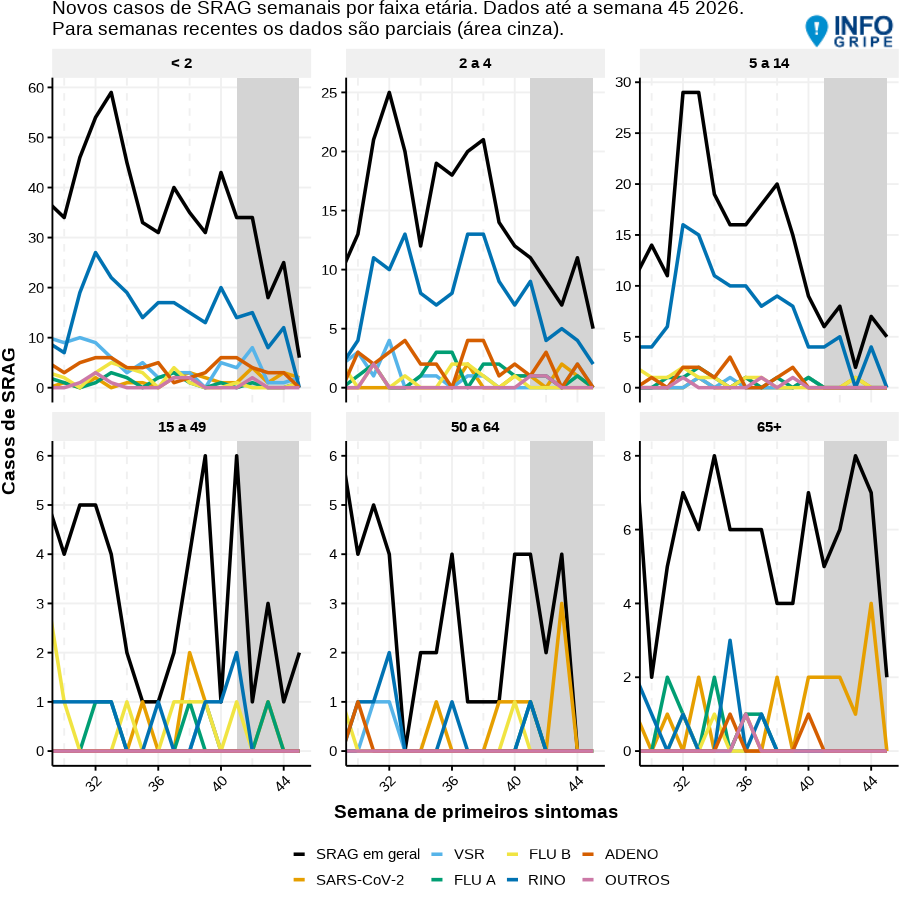 Novos casos de SRAG semanais por faixa etária. Dados até a semana 45 2026.
Para semanas recentes os dados são parciais (área cinza).
INFO
GRIPE
< 2
2 a 4
5 a 14
60
50
40
30
20
10
0
25
20
15
10
5
0
30
25
20
15
10
5
0
Casos de SRAG
15 a 49
50 a 64
65+
6
5
4
3
2
1
0
6
5
4
3
2
1
0
8
6
4
2
0
32 36 40 44
32 36 40 44
32 36 40 44
Semana de primeiros sintomas
SRAG em geral VSR FLU B ADENO
SARS-CoV-2 FLU A RINO OUTROS